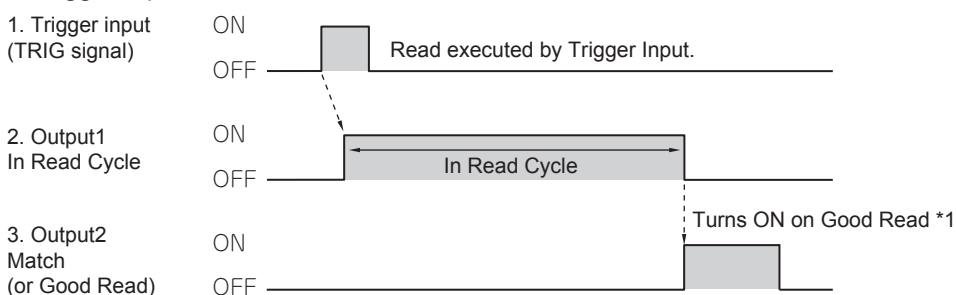 1. Trigger input
(TRIG signal)
ON
OFF
Read executed by Trigger Input.
2. Output1
In Read Cycle
ON
OFF
In Read Cycle
Turns ON on Good Read *1
3. Output2
Match
(or Good Read)
ON
OFF